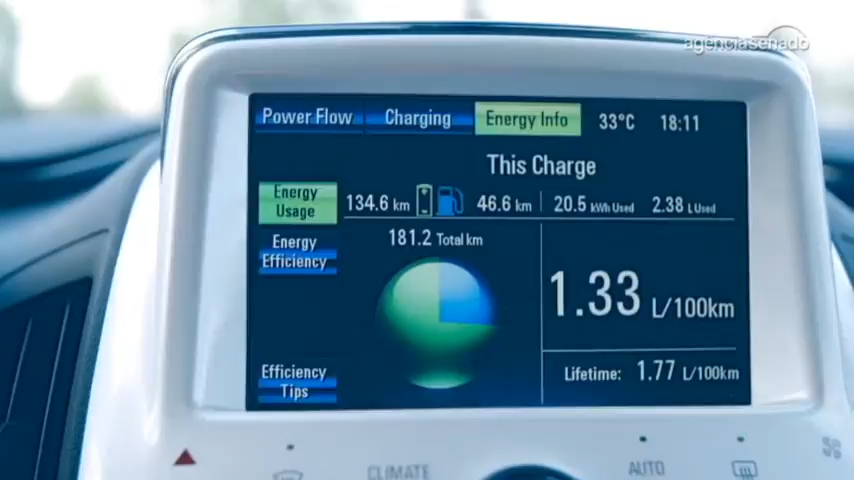 agênciasenado
Power Flow Charging Energy Info 33°C 18:11
This Charge
Energy Usage
134.6 km 46.6 km 20.5 kWh Used 2.38 L Used
181.2 Total km
Energy Efficiency
1.33 L/100km
Lifetime: 1.77 L/100km
Efficiency Tips
CLIMATE
AUTO